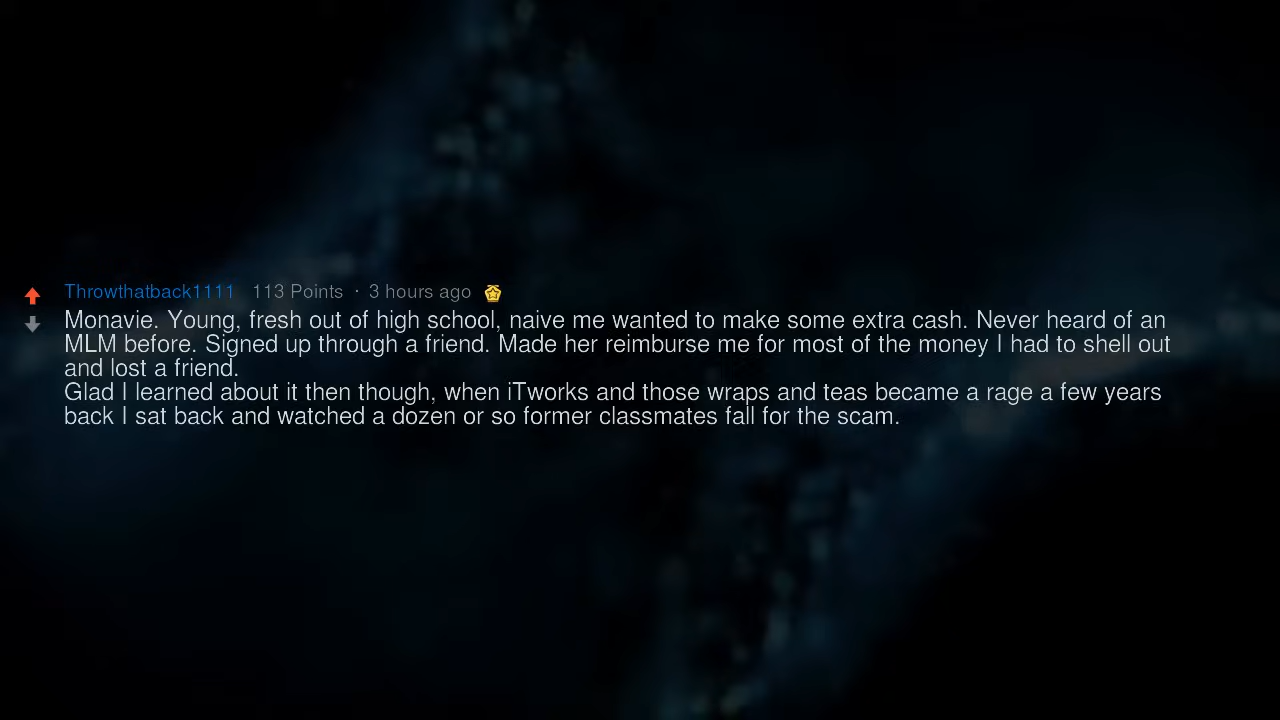 Throwthatback1111 113 Points · 3 hours ago
Monavie. Young, fresh out of high school, naive me wanted to make some extra cash. Never heard of an
MLM before. Signed up through a friend. Made her reimburse me for most of the money I had to shell out
and lost a friend.
Glad I learned about it then though, when iTworks and those wraps and teas became a rage a few years
back I sat back and watched a dozen or so former classmates fall for the scam.